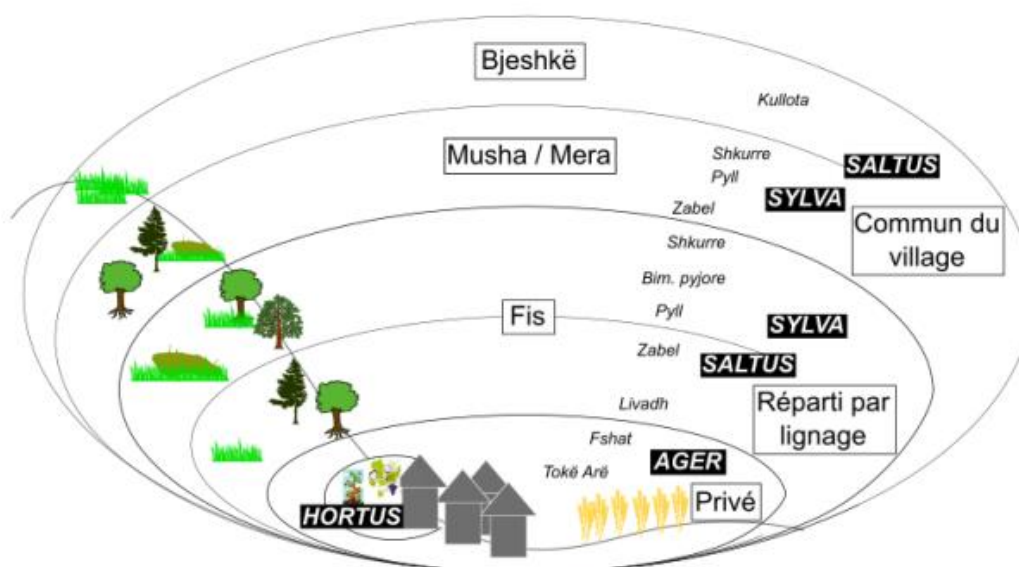 Bjeshkë
Kullota
Musha / Mera
Shkurre
SALTUS
Pyll
SYLVA
Zabel
Commun du
village
Shkurre
Bim. pyjore
Pyll
Fis
SYLVA
Zabel
SALTUS
Livadh
Réparti par
lignage
Fshat
AGER
Tokë Arë
Privé
HORTUS